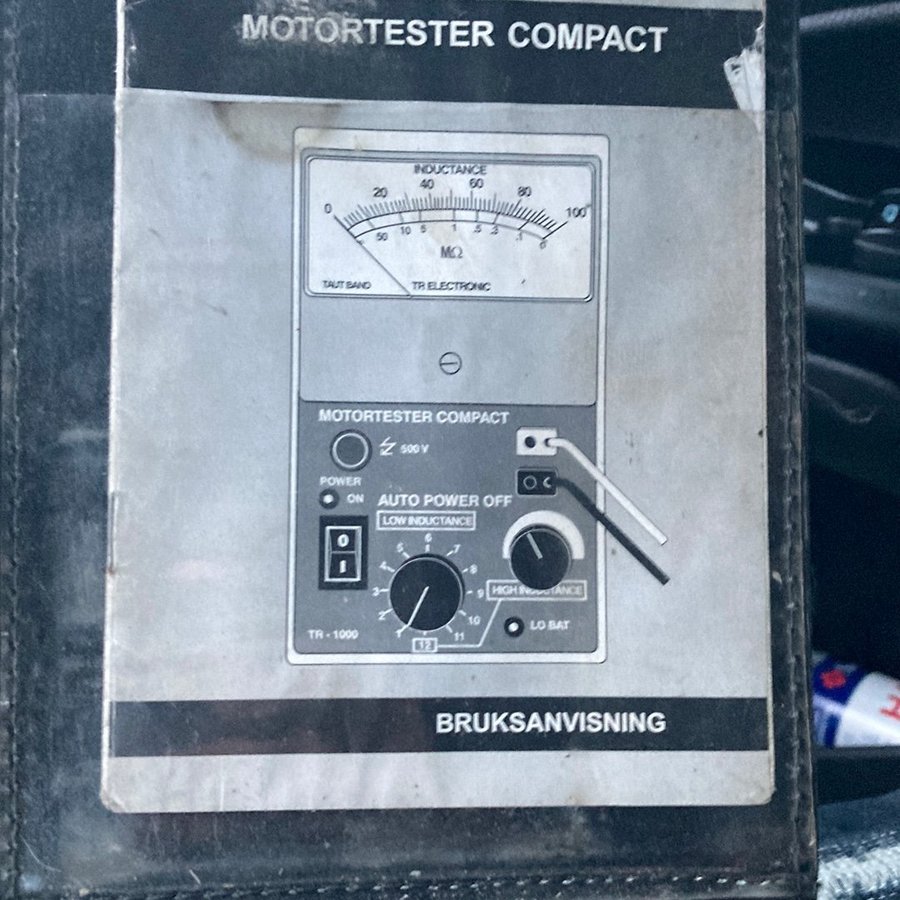 MOTORTESTER COMPACT
INDUCTANCE
0 20 40 60 80 100
50 10 5 1 .5 .3 .1 0
MΩ
TAUT BAND TR ELECTRONIC
MOTORTESTER COMPACT
500 V
POWER
ON AUTO POWER OFF
LOW INDUCTANCE
0
I
1 2 3 4 5 6 7 8 9 10 11 12
HIGH INDUCTANCE
LO BAT
TR - 1000
BRUKSANVISNING